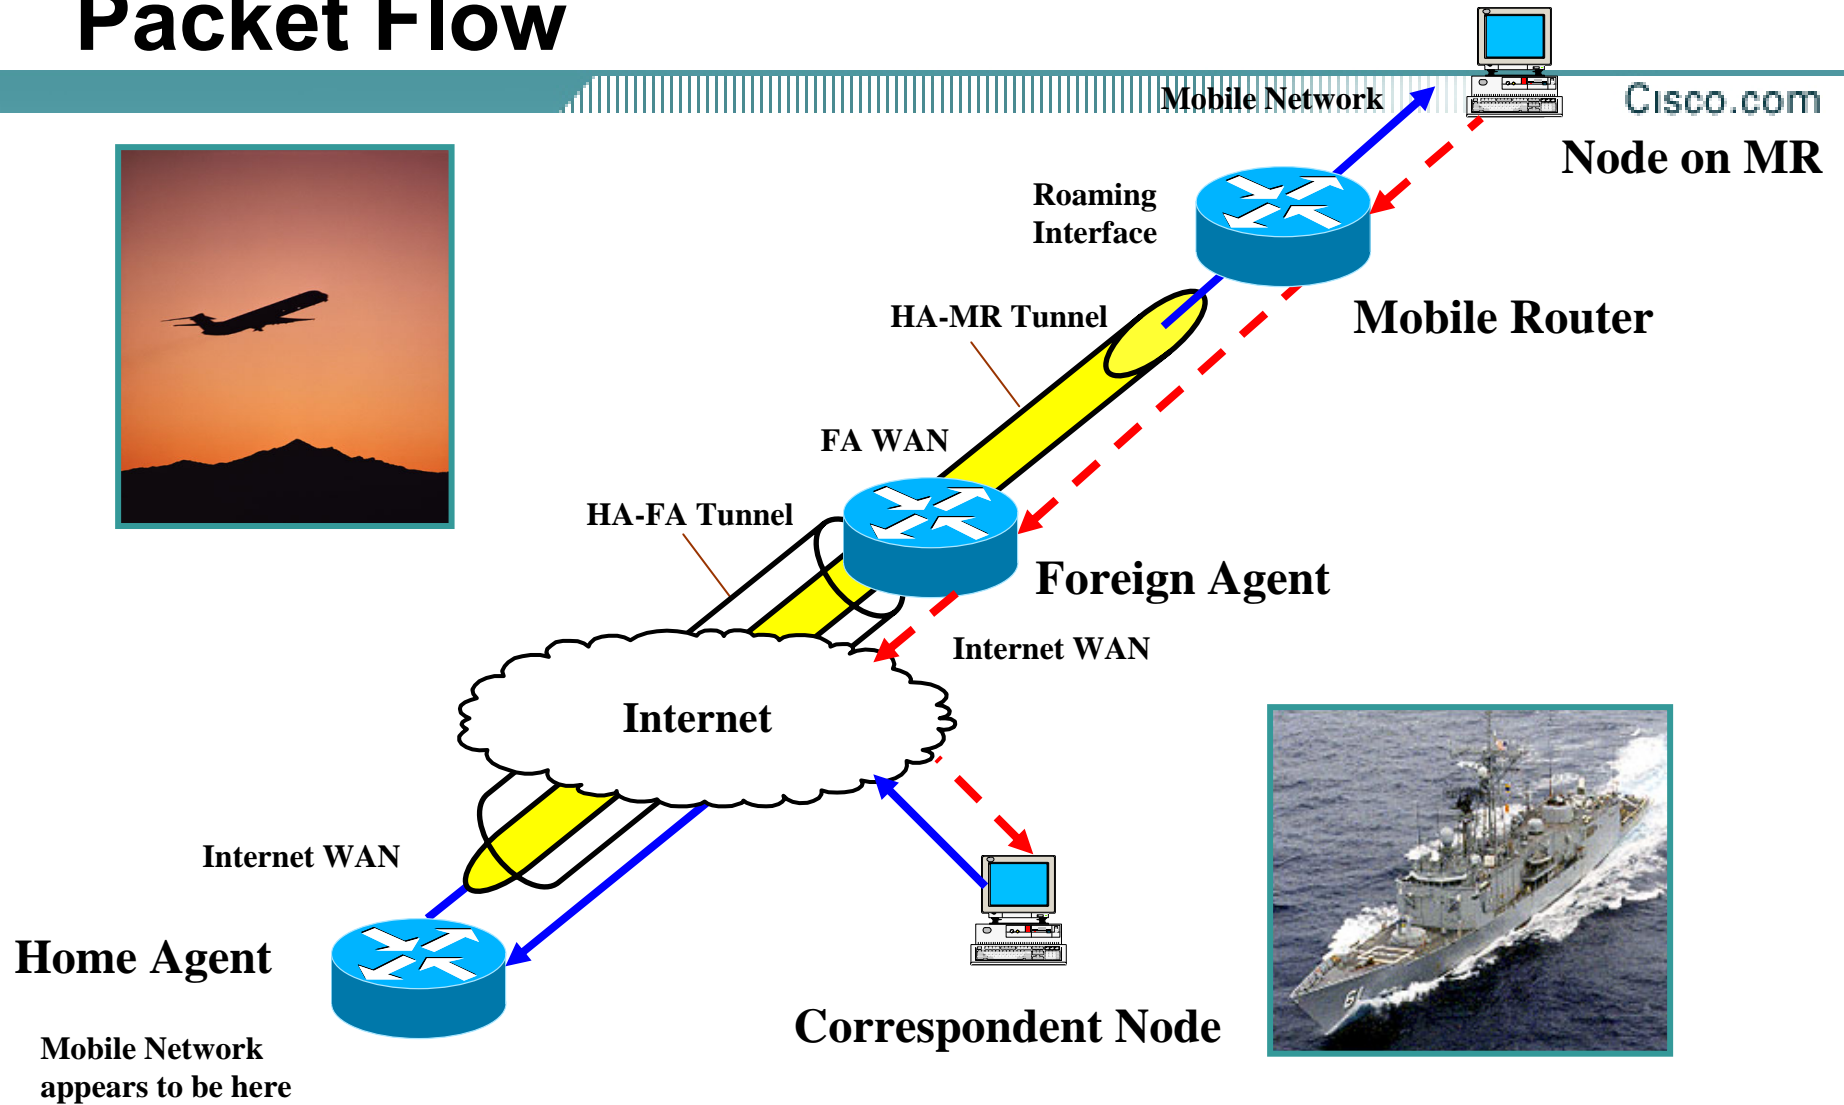 Packet Flow
Mobile Network
Cisco.com
Node on MR
Roaming
Interface
HA-MR Tunnel
Mobile Router
FA WAN
HA-FA Tunnel
Foreign Agent
Internet WAN
Internet
Internet WAN
Home Agent
Correspondent Node
Mobile Network
appears to be here
61